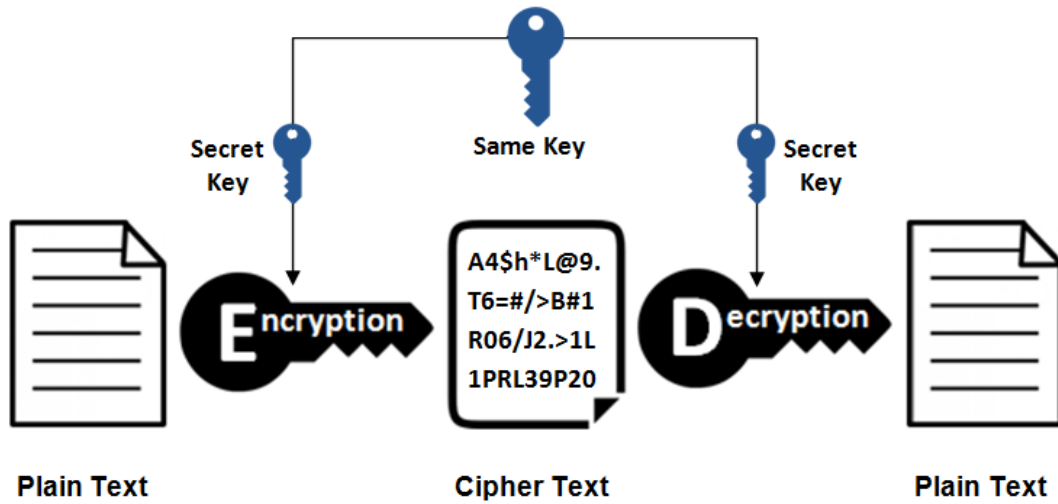 Same Key
Secret
Key
Secret
Key
Encryption
A4$h*L@9.
T6=#/>B#1
R06/J2.>1L
1PRL39P20
Decryption
Plain Text
Cipher Text
Plain Text